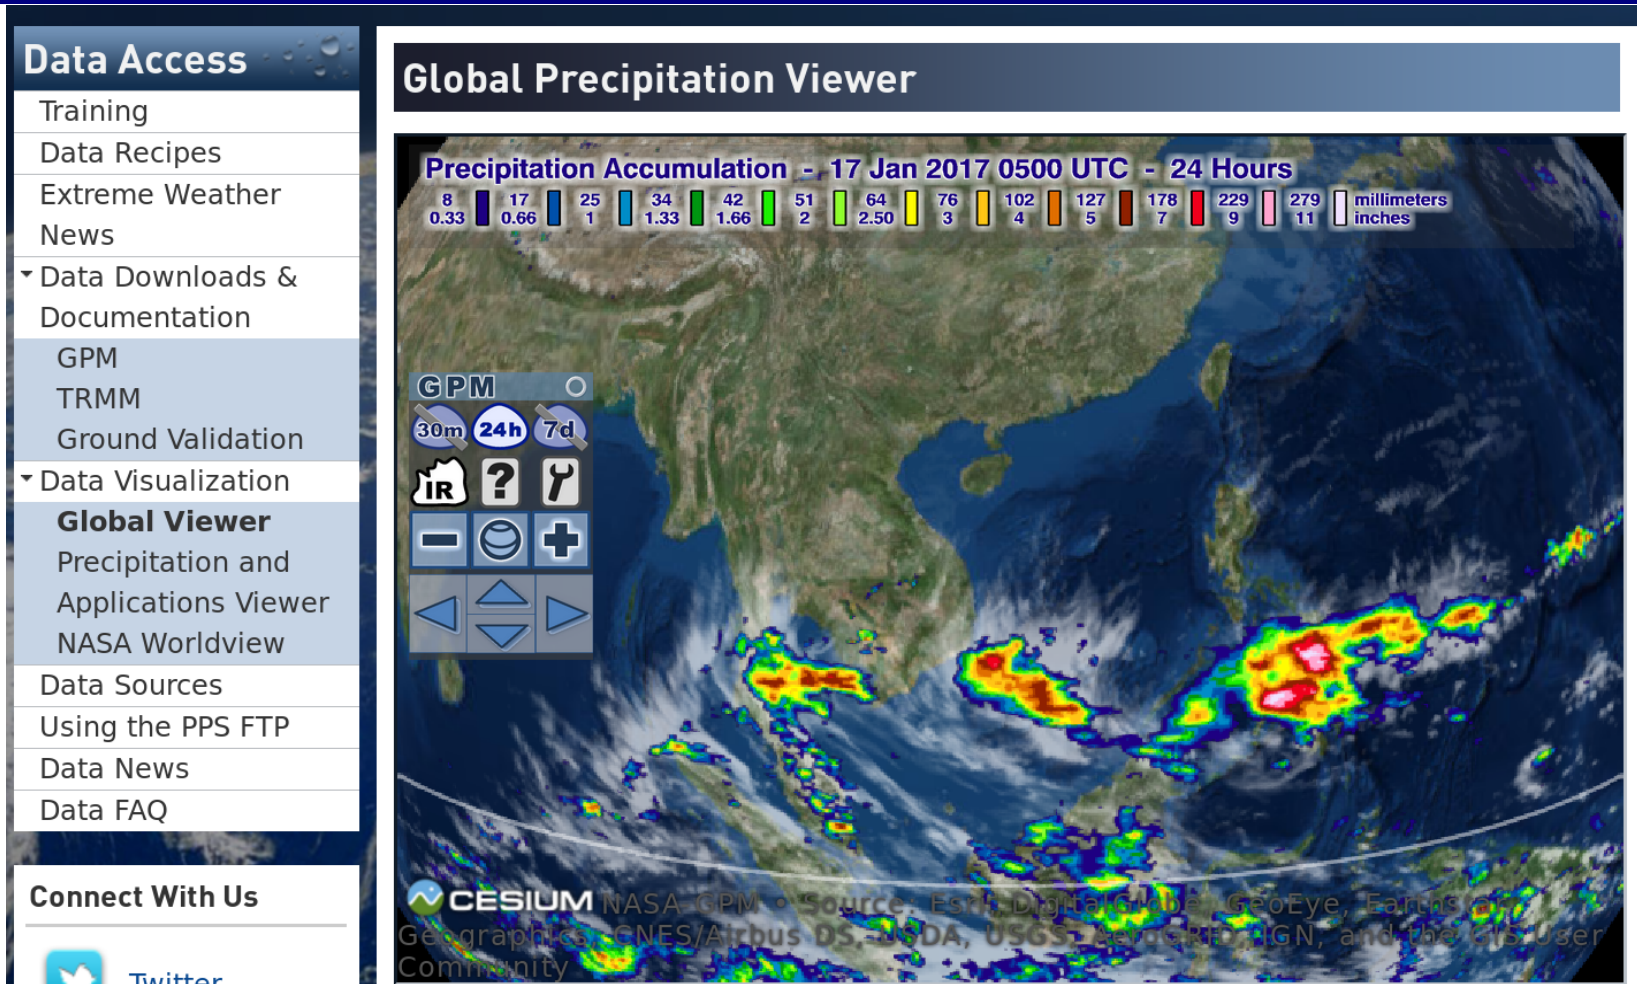 Data Access
Training
Data Recipes
Extreme Weather
News
Data Downloads &
Documentation
GPM
TRMM
Ground Validation
Data Visualization
Global Viewer
Precipitation and
Applications Viewer
NASA Worldview
Data Sources
Using the PPS FTP
Data News
Data FAQ
Connect With Us
Twitter
Global Precipitation Viewer
Precipitation Accumulation - 17 Jan 2017 0500 UTC - 24 Hours
8 17 25 34 42 51 64 76 102 127 178 229 279 millimeters
0.33 0.66 1 1.33 1.66 2 2.50 3 4 5 7 9 11 inches
GPM
30m 24h 7d
IR ?
CESIUM NASA GPM • Source: Esri, DigitalGlobe, GeoEye, Earthstar
Geographics, CNES/Airbus DS, USDA, USGS, AeroGRID, IGN, and the GIS User
Community